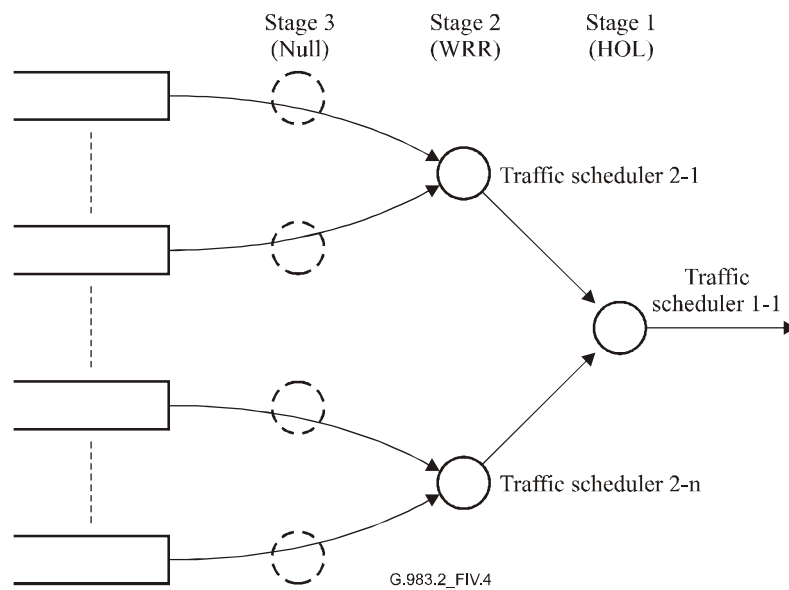 Stage 3
(Null)
Stage 2
(WRR)
Stage 1
(HOL)
Traffic scheduler 2-1
Traffic
scheduler 1-1
Traffic scheduler 2-n
G.983.2_FIV.4